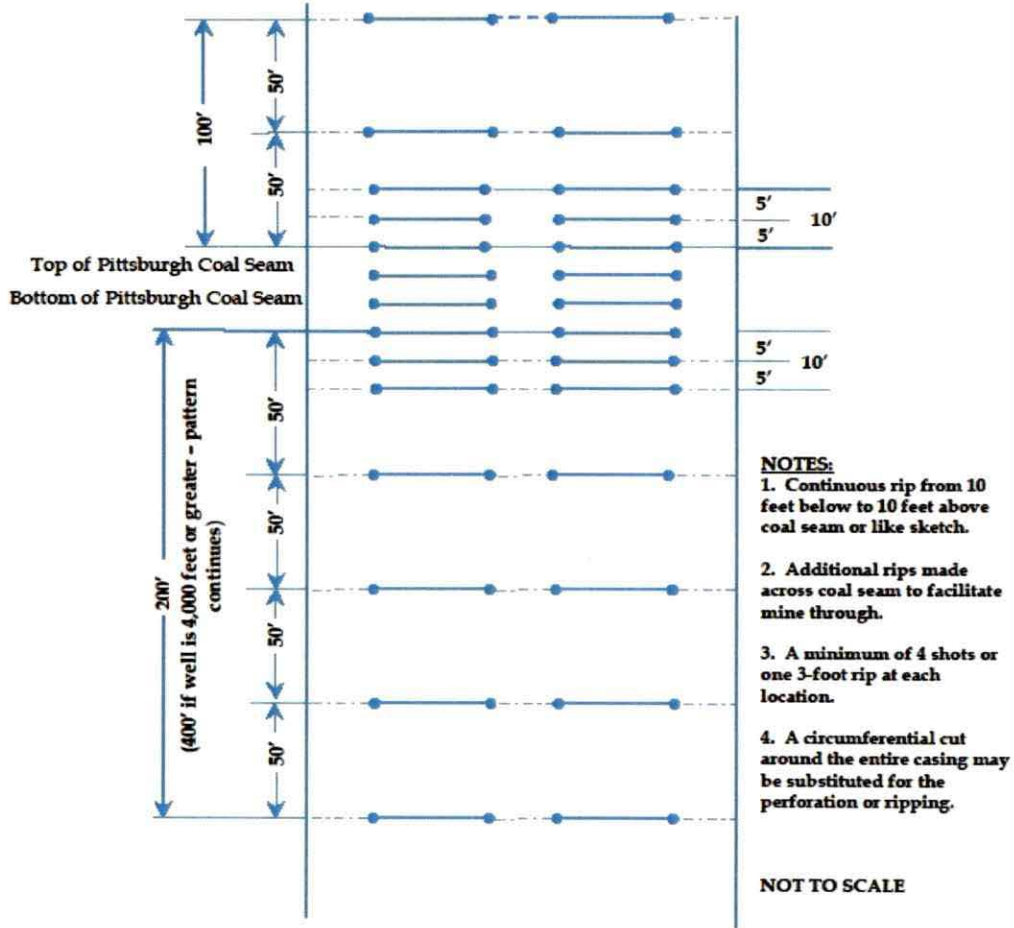 50'
100'
50'
5'
10'
5'
Top of Pittsburgh Coal Seam
Bottom of Pittsburgh Coal Seam
5'
10'
5'
50'
200'
(400' if well is 4,000 feet or greater – pattern
continues)
50'
50'
50'
NOTES:
1. Continuous rip from 10
feet below to 10 feet above
coal seam or like sketch.
2. Additional rips made
across coal seam to facilitate
mine through.
3. A minimum of 4 shots or
one 3-foot rip at each
location.
4. A circumferential cut
around the entire casing may
be substituted for the
perforation or ripping.
NOT TO SCALE